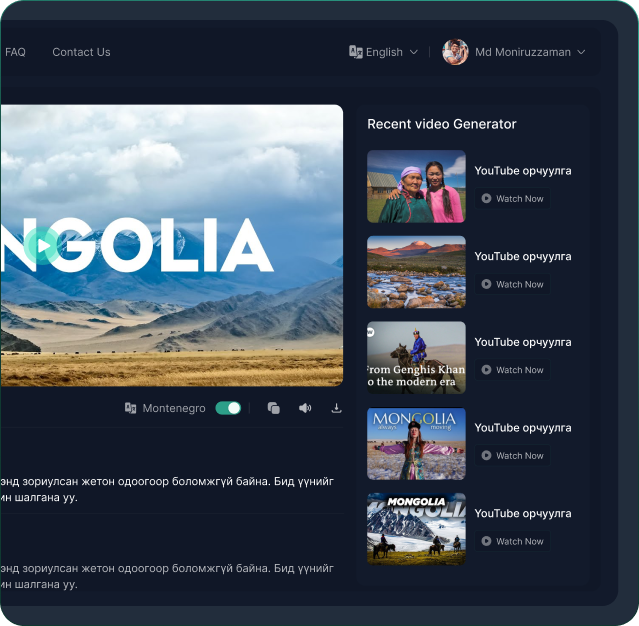 FAQ
Contact Us
English
Md Moniruzzaman
NGOLIA
Montenegro
энд зориулсан жетон одоогоор боломжгүй байна. Бид үүнийг
ин шалгана уу.
энд зориулсан жетон одоогоор боломжгүй байна. Бид үүнийг
ин шалгана уу.
Recent video Generator
YouTube орчуулга
Watch Now
YouTube орчуулга
Watch Now
From Genghis Khan
o the modern era
YouTube орчуулга
Watch Now
MONGOLIA
always moving
YouTube орчуулга
Watch Now
MONGOLIA
YouTube орчуулга
Watch Now